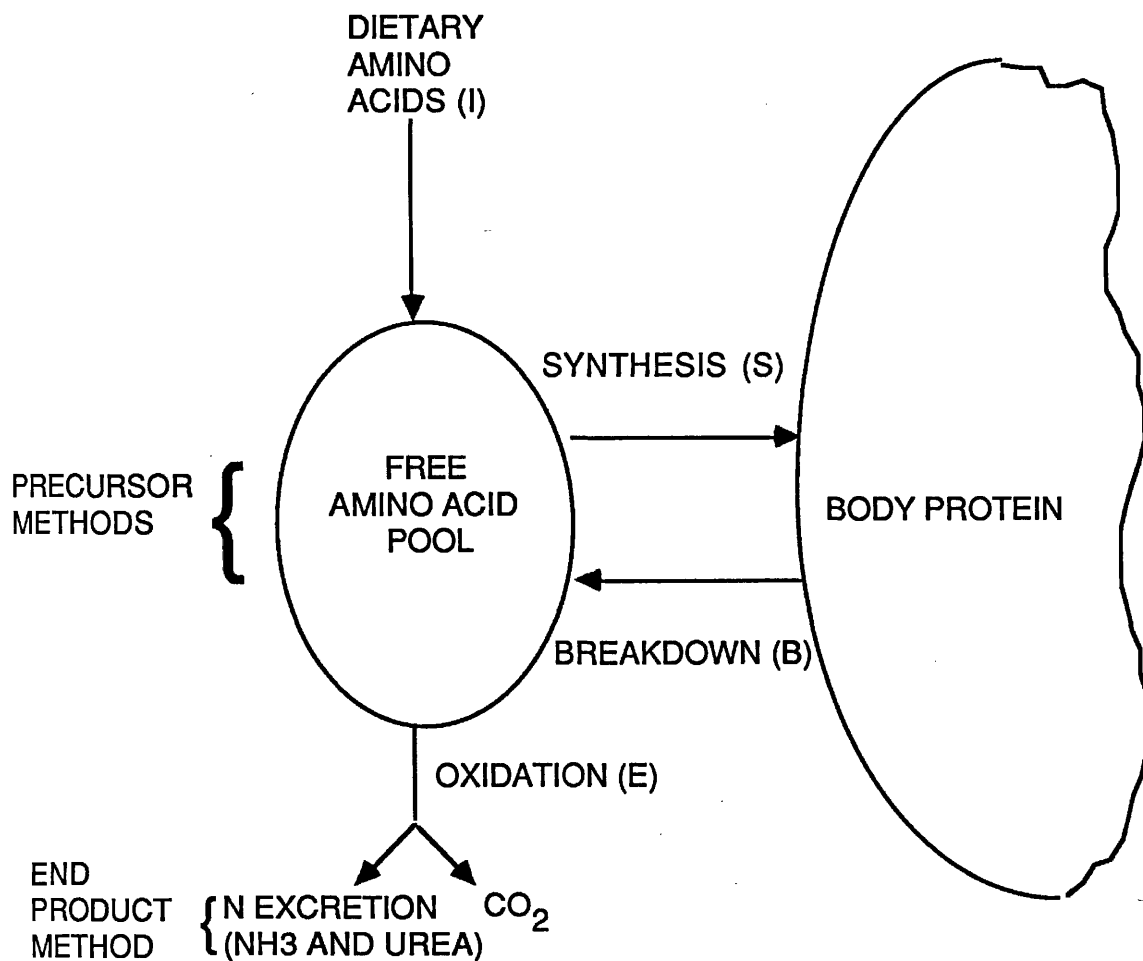 DIETARY
AMINO
ACIDS (I)
SYNTHESIS (S)
PRECURSOR
METHODS
FREE
AMINO ACID
POOL
BODY PROTEIN
BREAKDOWN (B)
OXIDATION (E)
END
PRODUCT
METHOD
N EXCRETION
(NH3 AND UREA)
CO2